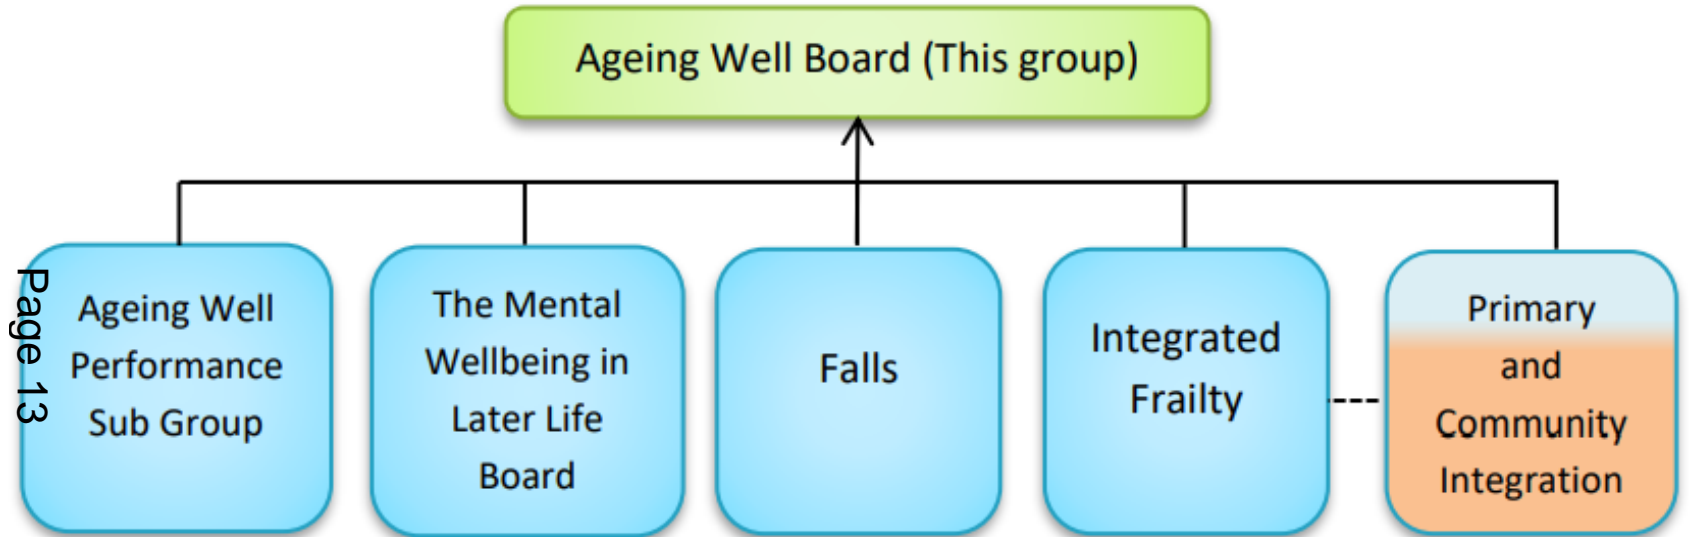 Ageing Well Board (This group)
Page 13
Ageing Well
Performance
Sub Group
The Mental
Wellbeing in
Later Life
Board
Falls
Integrated
Frailty
Primary
and
Community
Integration